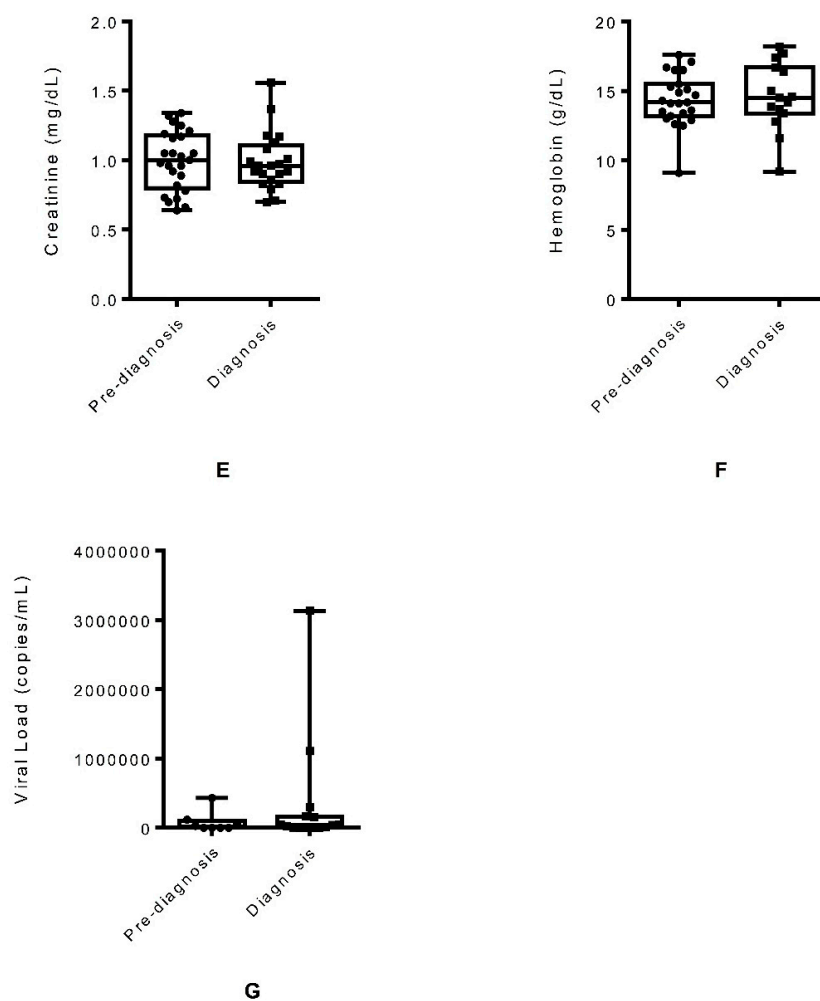 Creatinine (mg/dL)
2.0
1.5
1.0
0.5
0.0
Pre-diagnosis
Diagnosis
E
Hemoglobin (g/dL)
20
15
10
5
0
Pre-diagnosis
Diagnosis
F
Viral Load (copies/mL)
4000000
3000000
2000000
1000000
0
Pre-diagnosis
Diagnosis
G